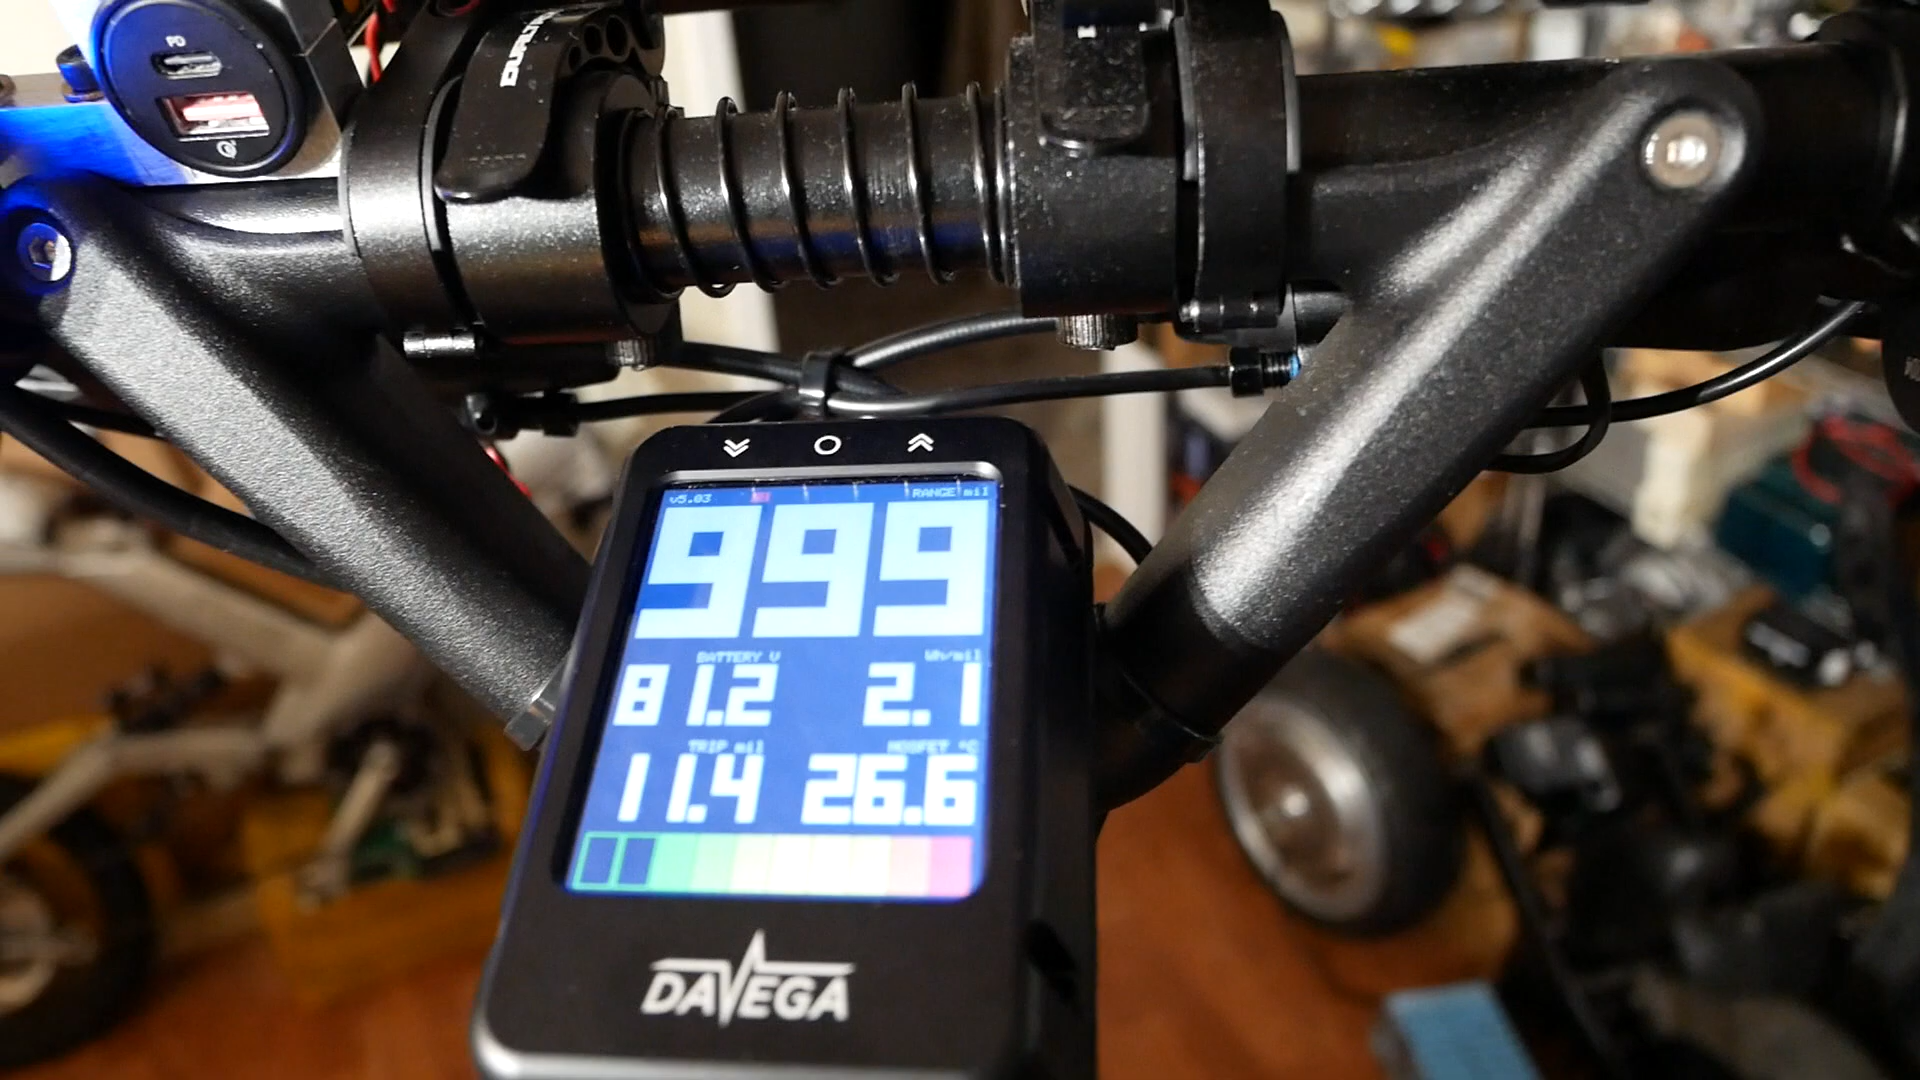 PD
v5.03 RANGE mil
999
BATTERY V Wh/mil
81.2 2.1
TRIP mil MOSFET °C
11.4 26.6
DAVEGA